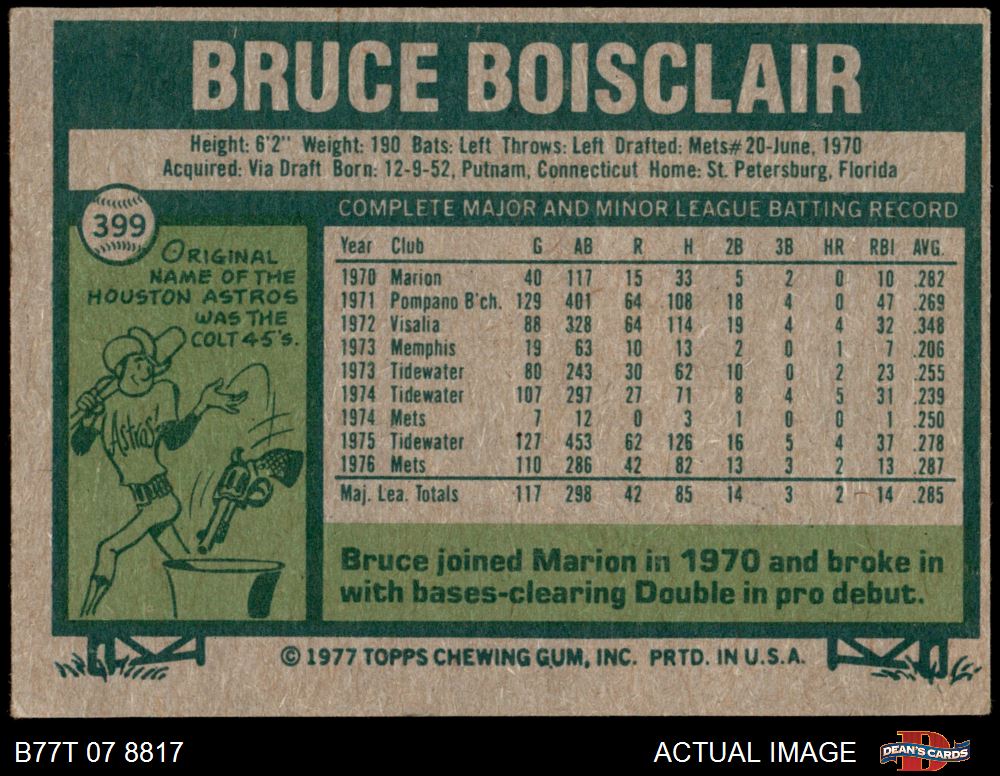 BRUCE BOISCLAIR
Height: 6'2" Weight: 190 Bats: Left Throws: Left Drafted: Mets#20-June, 1970
Acquired: Via Draft Born: 12-9-52, Putnam, Connecticut Home: St. Petersburg, Florida
399
ORIGINAL
NAME OF THE
HOUSTON ASTROS
WAS THE
COLT 45's.
Astros
COMPLETE MAJOR AND MINOR LEAGUE BATTING RECORD
Year Club G AB R H 2B 3B HR RBI AVG.
1970 Marion 40 117 15 33 5 2 0 10 .282
1971 Pompano B'ch. 129 401 64 108 18 4 0 47 .269
1972 Visalia 88 328 64 114 19 4 4 32 .348
1973 Memphis 19 63 10 13 2 0 1 7 .206
1973 Tidewater 80 243 30 62 10 0 2 23 .255
1974 Tidewater 107 297 27 71 8 4 5 31 .239
1974 Mets 7 12 0 3 1 0 0 1 .250
1975 Tidewater 127 453 62 126 16 5 4 37 .278
1976 Mets 110 286 42 82 13 3 2 13 .287
Maj. Lea. Totals 117 298 42 85 14 3 2 14 .285
Bruce joined Marion in 1970 and broke in
with bases-clearing Double in pro debut.
© 1977 TOPPS CHEWING GUM, INC. PRTD. IN U.S.A.
B77T 07 8817
ACTUAL IMAGE
D
DEAN'S CARDS